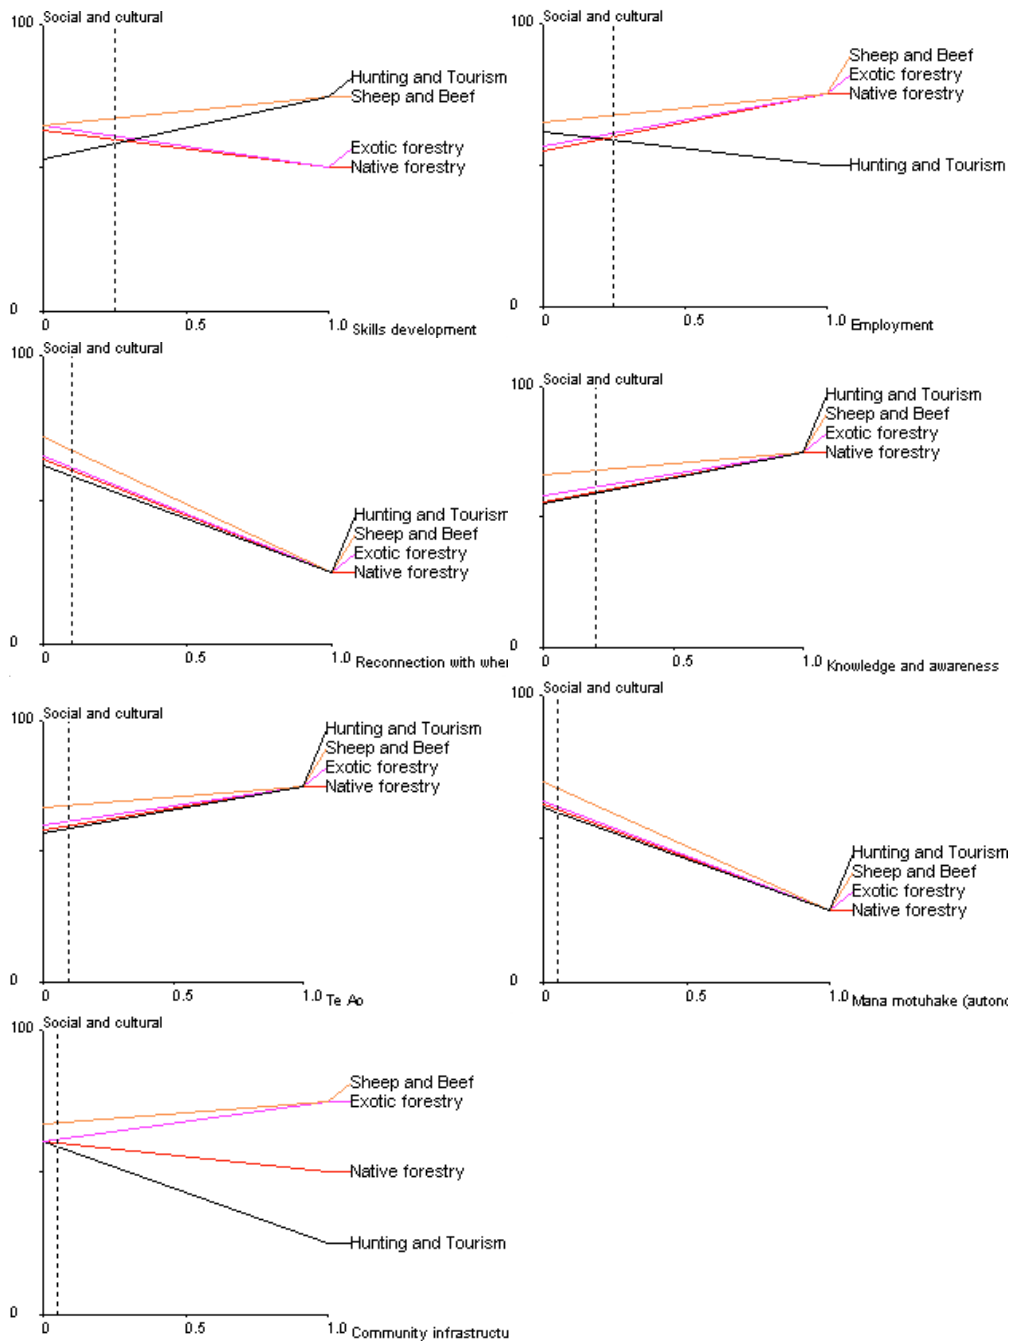 Social and cultural
100
Hunting and Tourism
Sheep and Beef
Exotic forestry
Native forestry
0
0
0.5
1.0
Skills development
Social and cultural
100
Sheep and Beef
Exotic forestry
Native forestry
Hunting and Tourism
0
0
0.5
1.0
Employment
Social and cultural
100
Hunting and Tourism
Sheep and Beef
Exotic forestry
Native forestry
0
0
0.5
1.0
Reconnection with wher
Social and cultural
100
Hunting and Tourism
Sheep and Beef
Exotic forestry
Native forestry
0
0
0.5
1.0
Knowledge and awareness
Social and cultural
100
Hunting and Tourism
Sheep and Beef
Exotic forestry
Native forestry
0
0
0.5
1.0
Te Ao
Social and cultural
100
Hunting and Tourism
Sheep and Beef
Exotic forestry
Native forestry
0
0
0.5
1.0
Mana motuhake (autono
Social and cultural
100
Sheep and Beef
Exotic forestry
Native forestry
Hunting and Tourism
0
0
0.5
1.0
Community infrastructu